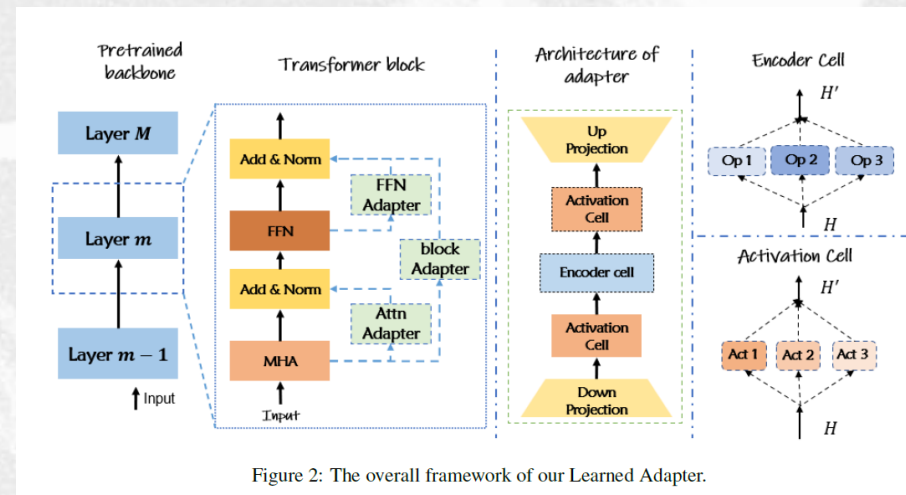 Pretrained
backbone
Layer M
Layer m
Layer m − 1
Input
Transformer block
Add & Norm
FFN
Adapter
FFN
block
Adapter
Add & Norm
Attn
Adapter
MHA
Input
Architecture of
adapter
Up
Projection
Activation
Cell
Encoder cell
Activation
Cell
Down
Projection
Encoder Cell
H'
Op 1 Op 2 Op 3
H
Activation Cell
H'
Act 1 Act 2 Act 3
H
Figure 2: The overall framework of our Learned Adapter.